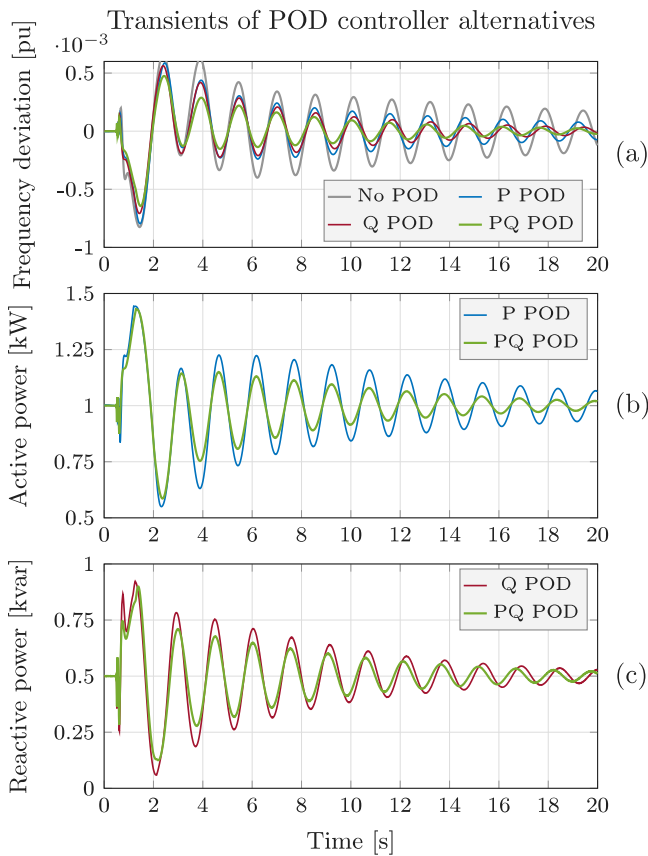 Transients of POD controller alternatives
·10⁻³
Frequency deviation [pu]
0.5
0
-0.5
-1
No POD
P POD
Q POD
PQ POD
0 2 4 6 8 10 12 14 16 18 20
(a)
Active power [kW]
1.5
1.25
1
0.75
0.5
P POD
PQ POD
0 2 4 6 8 10 12 14 16 18 20
(b)
Reactive power [kvar]
1
0.75
0.5
0.25
0
Q POD
PQ POD
0 2 4 6 8 10 12 14 16 18 20
(c)
Time [s]